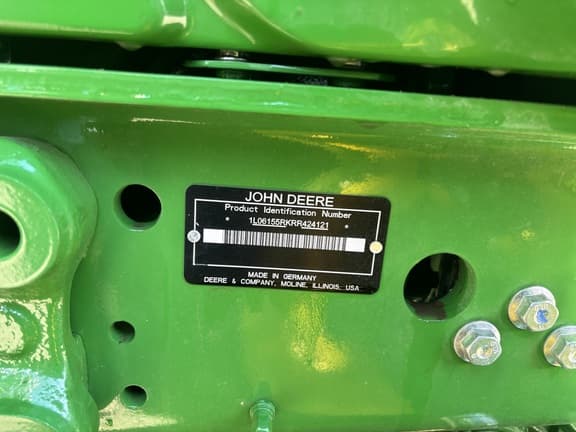 JOHN DEERE
Product Identification Number
* 1L06155RKRR424121 *
MADE IN GERMANY
DEERE & COMPANY, MOLINE, ILLINOIS, USA